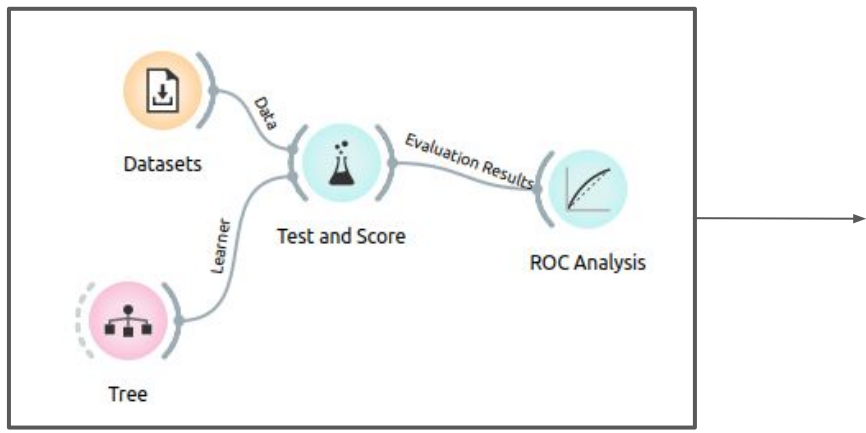 Datasets
Data
Test and Score
Evaluation Results
ROC Analysis
Learner
Tree